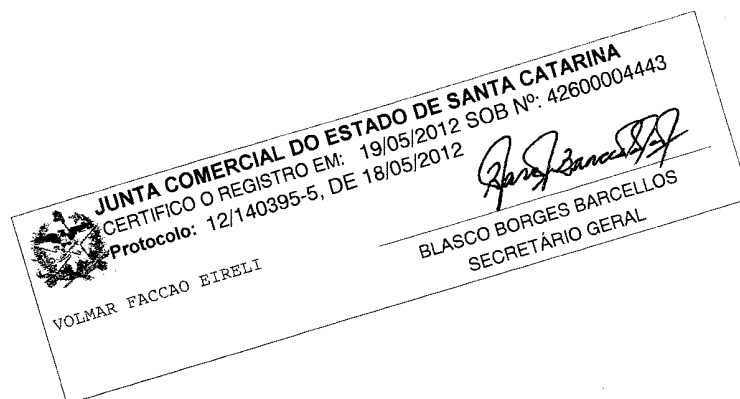 JUNTA COMERCIAL DO ESTADO DE SANTA CATARINA
CERTIFICO O REGISTRO EM: 19/05/2012 SOB Nº: 42600004443
Protocolo: 12/140395-5, DE 18/05/2012
VOLMAR FACCAO EIRELI
BLASCO BORGES BARCELLOS
SECRETÁRIO GERAL